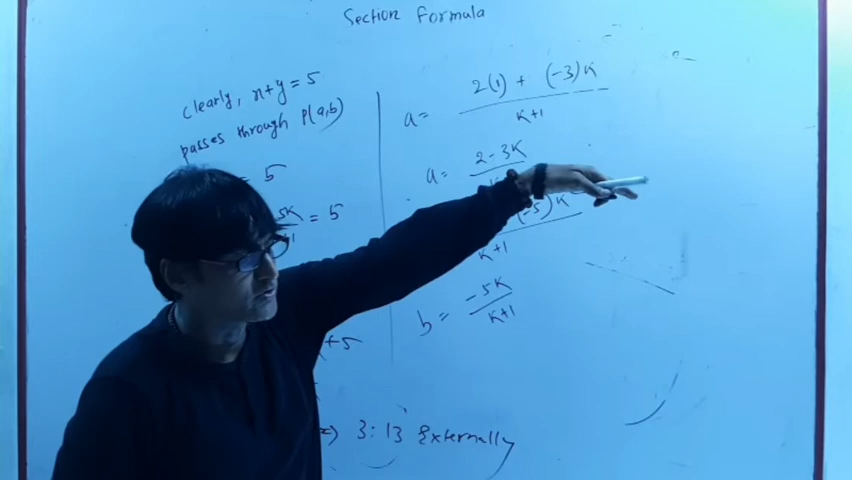 Section Formula
clearly, x+y=5
passes through P(a,b)
= 5
5K = 5
+5
3:13 Externally
a= 2(1) + (-3)K / K+1
a= 2-3K
(-5)K / K+1
b= -5K / K+1